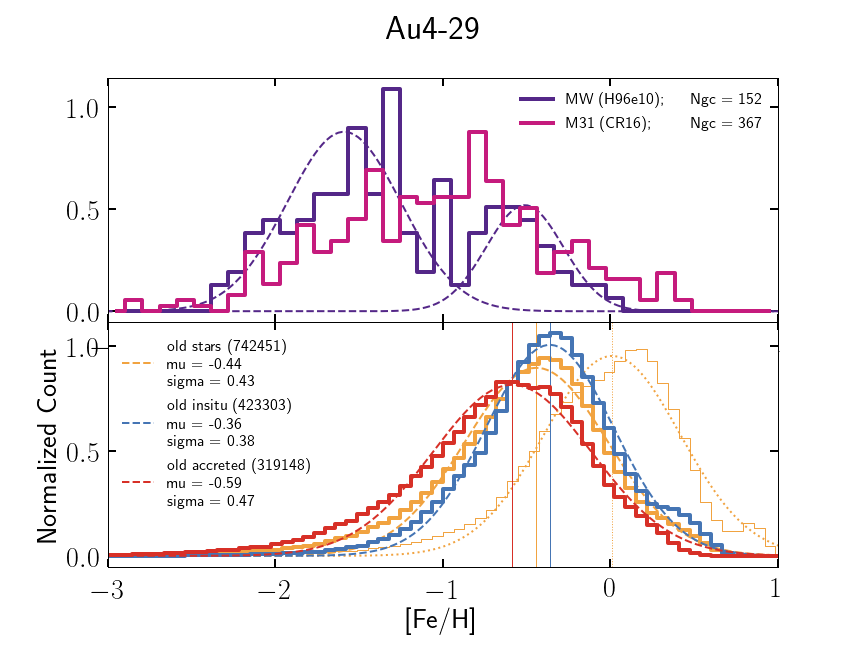 Au4-29
1.0
0.5
0.0
MW (H96e10); Ngc = 152
M31 (CR16); Ngc = 367
Normalized Count
1.0
0.5
0.0
old stars (742451)
mu = -0.44
sigma = 0.43
old insitu (423303)
mu = -0.36
sigma = 0.38
old accreted (319148)
mu = -0.59
sigma = 0.47
−3 −2 −1 0 1
[Fe/H]